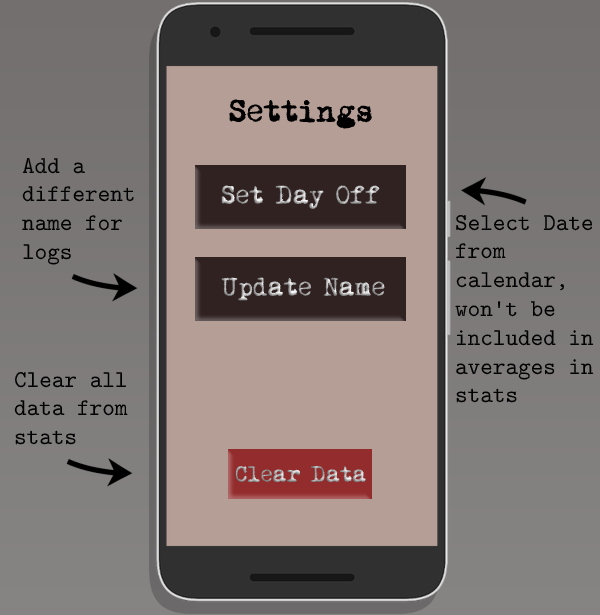 Settings
Set Day Off
Update Name
Clear Data
Add a
different
name for
logs
Clear all
data from
stats
Select Date
from
calendar,
won't be
included in
averages in
stats